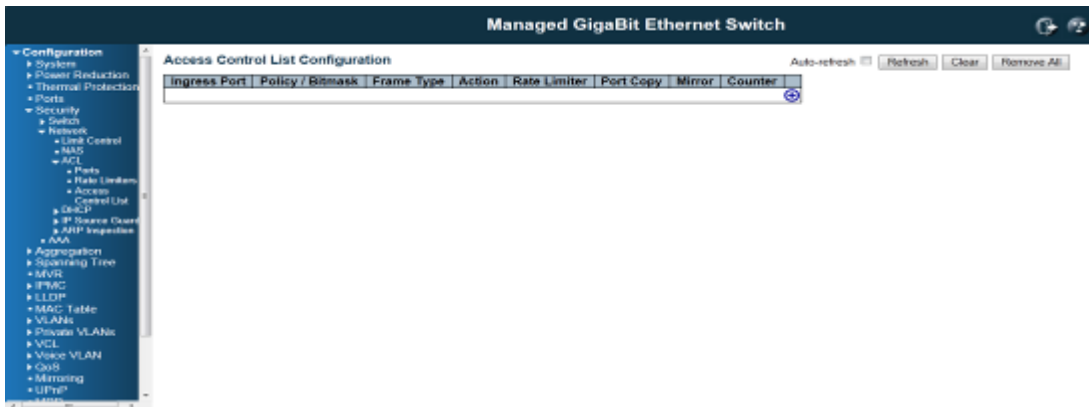 Managed GigaBit Ethernet Switch
Configuration
System
Power Reduction
Thermal Protection
Ports
Security
Switch
Network
Limit Control
NAS
ACL
Ports
Rate Limiters
Access
Control List
DHCP
IP Source Guard
ARP Inspection
AAA
Aggregation
Spanning Tree
MVR
IPMC
LLDP
MAC Table
VLANs
Private VLANs
VCL
Voice VLAN
QoS
Mirroring
UPnP
Access Control List Configuration
Auto-refresh Refresh Clear Remove All
Ingress Port Policy / Bitmask Frame Type Action Rate Limiter Port Copy Mirror Counter